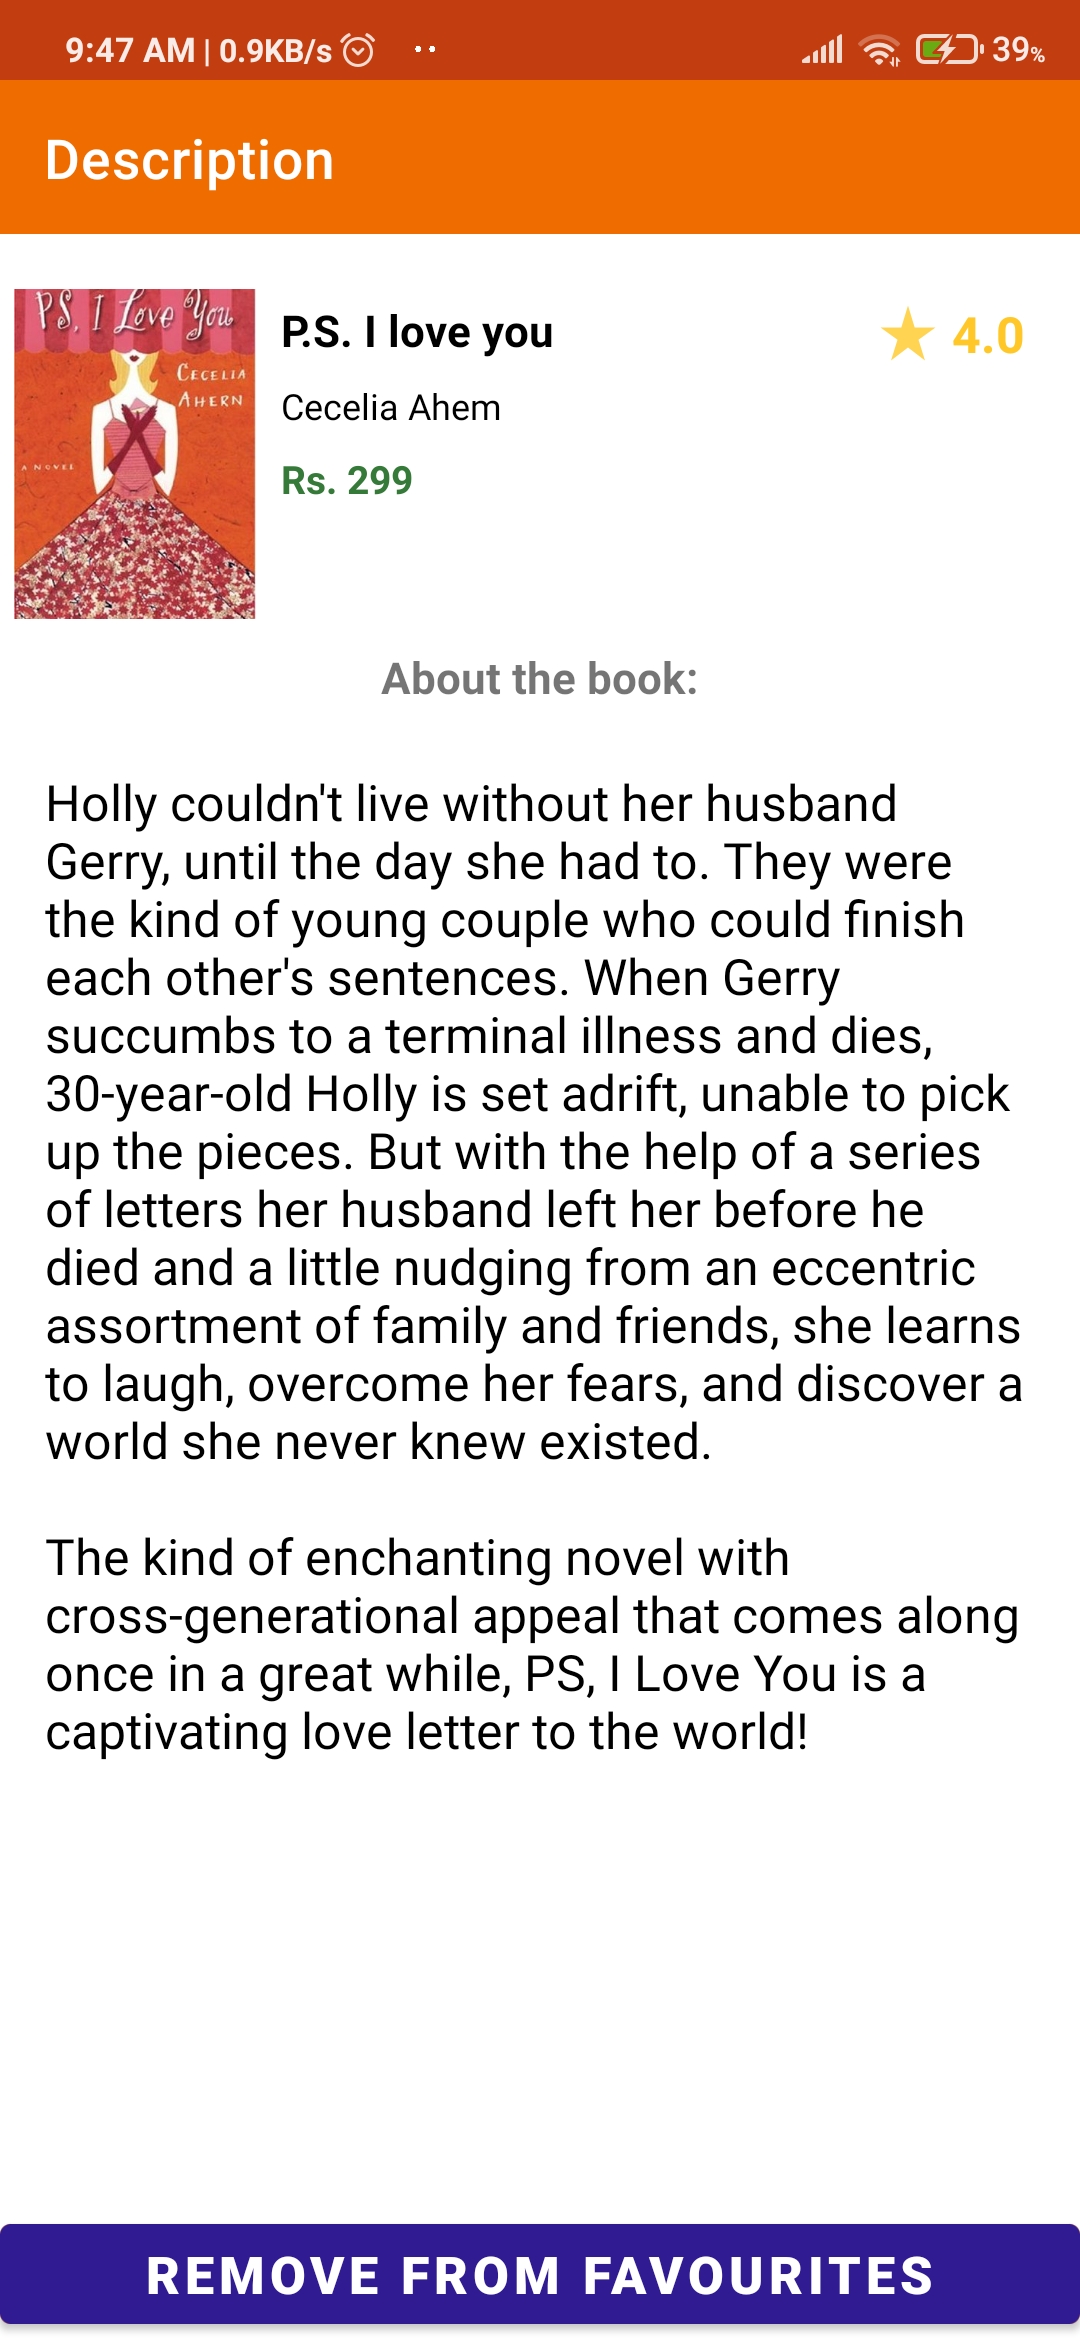 9:47 AM | 0.9KB/s
39%
Description
PS, I Love You
CECELIA
AHERN
A NOVEL
P.S. I love you
4.0
Cecelia Ahem
Rs. 299
About the book:
Holly couldn't live without her husband
Gerry, until the day she had to. They were
the kind of young couple who could finish
each other's sentences. When Gerry
succumbs to a terminal illness and dies,
30-year-old Holly is set adrift, unable to pick
up the pieces. But with the help of a series
of letters her husband left her before he
died and a little nudging from an eccentric
assortment of family and friends, she learns
to laugh, overcome her fears, and discover a
world she never knew existed.
The kind of enchanting novel with
cross-generational appeal that comes along
once in a great while, PS, I Love You is a
captivating love letter to the world!
REMOVE FROM FAVOURITES